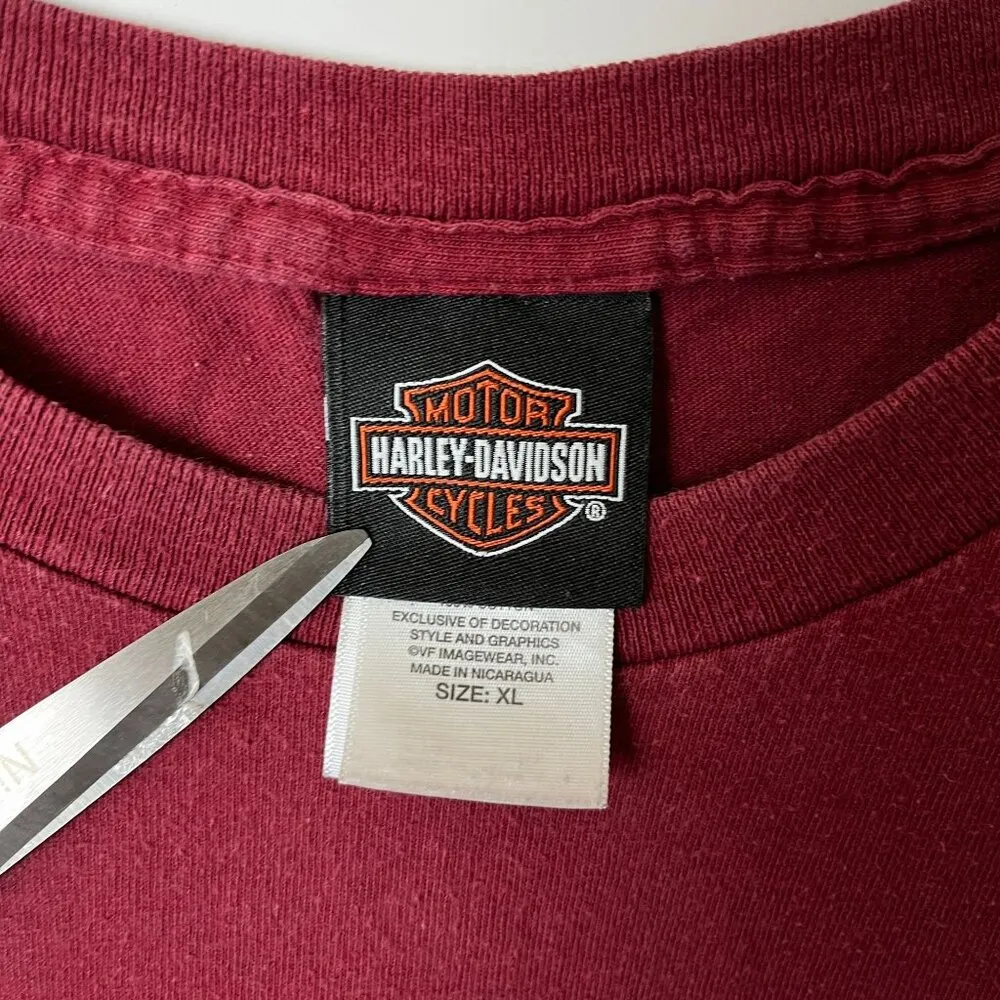 MOTOR
HARLEY-DAVIDSON
CYCLES
®
EXCLUSIVE OF DECORATION
STYLE AND GRAPHICS
©VF IMAGEWEAR, INC.
MADE IN NICARAGUA
SIZE: XL